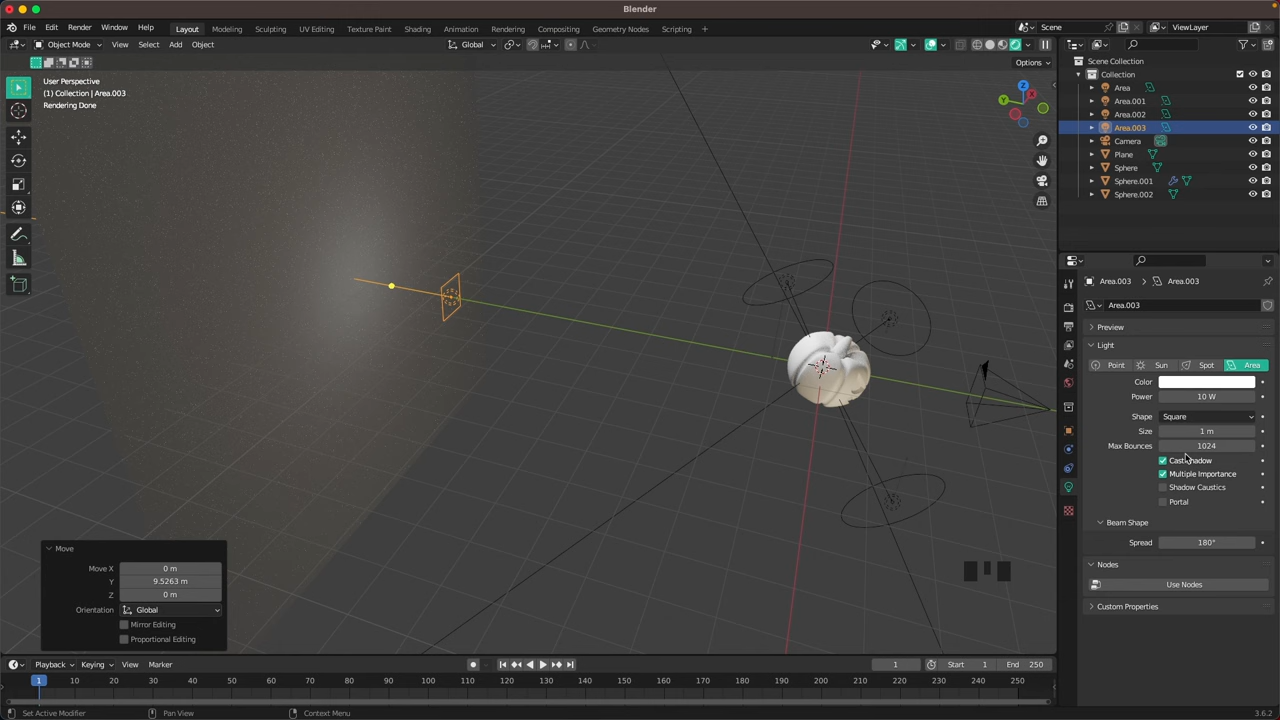 Blender
File Edit Render Window Help
Layout Modeling Sculpting UV Editing Texture Paint Shading Animation Rendering Compositing Geometry Nodes Scripting
Scene
ViewLayer
Object Mode View Select Add Object
Global
Options
User Perspective
(1) Collection | Area.003
Rendering Done
Z
X
Y
Scene Collection
Collection
Area
Area.001
Area.002
Area.003
Camera
Plane
Sphere
Sphere.001
Sphere.002
Area.003 > Area.003
Area.003
Preview
Light
Point Sun Spot Area
Color
Power 10 W
Shape Square
Size 1 m
Max Bounces 1024
Cast Shadow
Multiple Importance
Shadow Caustics
Portal
Beam Shape
Spread 180°
Nodes
Use Nodes
Custom Properties
Move
Move X 0 m
Y 9.5263 m
Z 0 m
Orientation Global
Mirror Editing
Proportional Editing
Playback Keying View Marker
1 Start 1 End 250
1 10 20 30 40 50 60 70 80 90 100 110 120 130 140 150 160 170 180 190 200 210 220 230 240 250
Set Active Modifier Pan View Context Menu 3.6.2